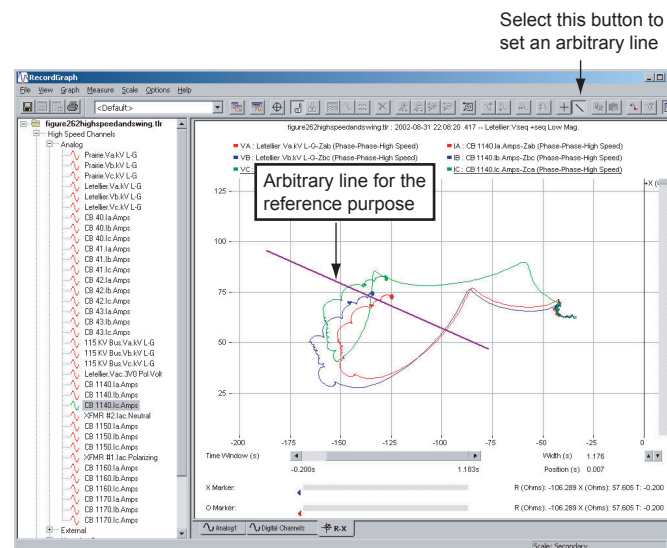 Select this button to
set an arbitrary line
RecordGraph
File View Graph Measure Scale Options Help
<Default>
figure262highspeedandswing.tlr
High Speed Channels
Analog
Prairie.Va.kV L-G
Prairie.Vb.kV L-G
Prairie.Vc.kV L-G
Letellier.Va.kV L-G
Letellier.Vb.kV L-G
Letellier.Vc.kV L-G
CB 40.Ia.Amps
CB 40.Ib.Amps
CB 40.Ic.Amps
CB 41.Ia.Amps
CB 41.Ib.Amps
CB 41.Ic.Amps
CB 42.Ia.Amps
CB 42.Ib.Amps
CB 42.Ic.Amps
CB 43.Ia.Amps
CB 43.Ib.Amps
CB 43.Ic.Amps
115 KV Bus.Va.kV L-G
115 KV Bus.Vb.kV L-G
115 KV Bus.Vc.kV L-G
Letellier.Vac.3V0 Pol Volt
CB 1140.Ia.Amps
CB 1140.Ib.Amps
CB 1140.Ic.Amps
XFMR #2.Iac.Neutral
CB 1150.Ia.Amps
CB 1150.Ib.Amps
CB 1150.Ic.Amps
XFMR #1.Iac.Polarizing
CB 1160.Ia.Amps
CB 1160.Ib.Amps
CB 1160.Ic.Amps
CB 1170.Ia.Amps
CB 1170.Ib.Amps
CB 1170.Ic.Amps
External
figure262highspeedandswing.tlr : 2002-08-31 22:08:20 .417 -- Letellier:Vseq +seq Low Mag.
VA : Letellier.Va.kV L-G-Zab (Phase-Phase-High Speed)
IA : CB 1140.Ia.Amps-Zab (Phase-Phase-High Speed)
VB : Letellier.Vb.kV L-G-Zbc (Phase-Phase-High Speed)
IB : CB 1140.Ib.Amps-Zbc (Phase-Phase-High Speed)
VC
IC : CB 1140.Ic.Amps-Zca (Phase-Phase-High Speed)
Arbitrary line for the
reference purpose
+X (
125
100
75
50
25
-200 -175 -150 -125 -100 -75 -50 -25 0
Time Window (s)
Width (s) 1.176
-0.200s 1.183s
Position (s) 0.007
X Marker:
R (Ohms): -106.289 X (Ohms): 57.605 T: -0.200
O Marker:
R (Ohms): -106.289 X (Ohms): 57.605 T: -0.200
Analog1 Digital Channels R-X
Scale: Secondary